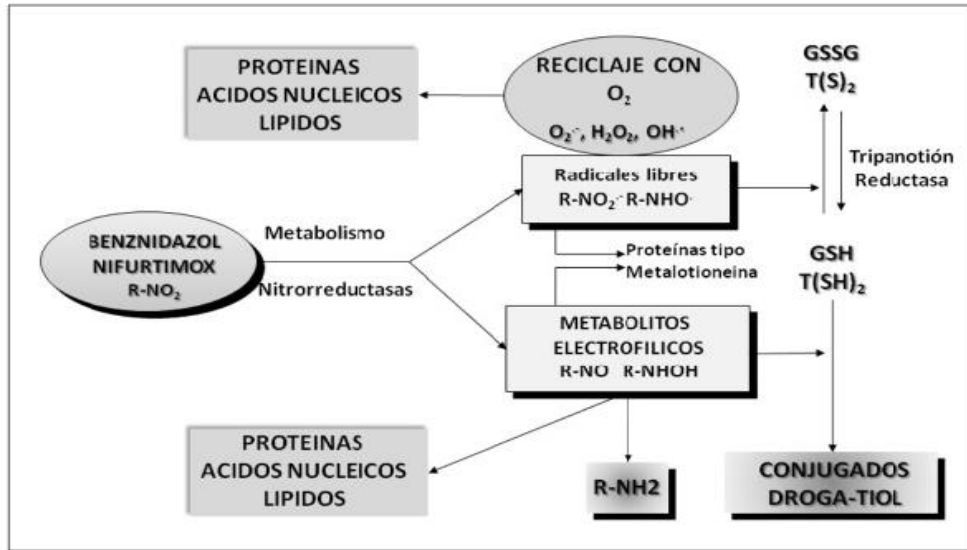 PROTEINAS
ACIDOS NUCLEICOS
LIPIDOS
RECICLAJE CON
O₂
O₂⁻·, H₂O₂, OH⁻·
GSSG
T(S)₂
Tripanotión
Reductasa
Radicales libres
R-NO₂⁻· R-NHO·
Metabolismo
BENZNIDAZOL
NIFURTIMOX
R-NO₂
Nitrorreductasas
Proteínas tipo
Metalotioneina
GSH
T(SH)₂
METABOLITOS
ELECTROFILICOS
R-NO R-NHOH
PROTEINAS
ACIDOS NUCLEICOS
LIPIDOS
R-NH2
CONJUGADOS
DROGA-TIOL